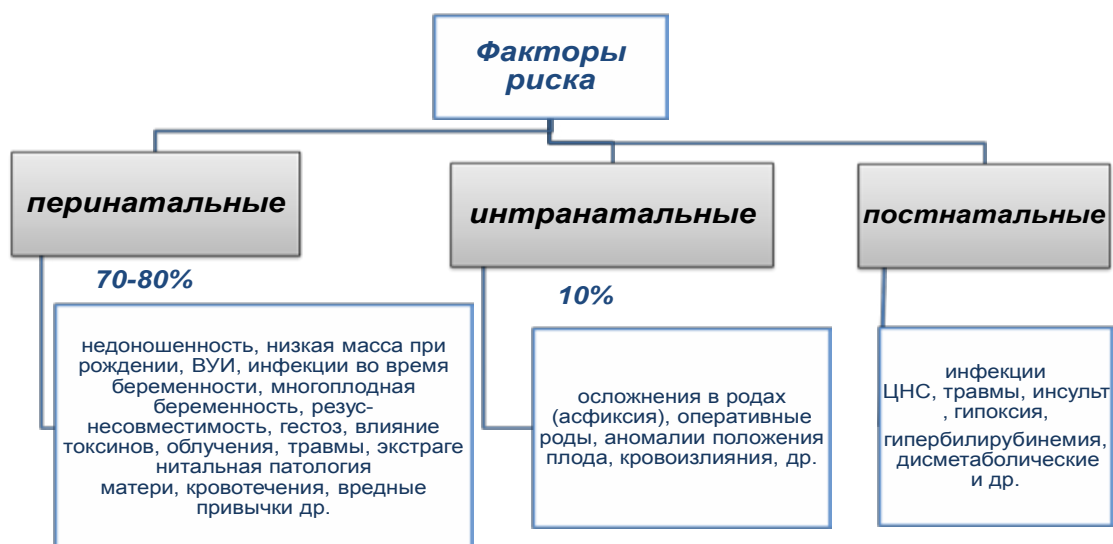 Факторы
риска
перинатальные
интранатальные
постнатальные
70-80%
10%
недоношенность, низкая масса при
рождении, ВУИ, инфекции во время
беременности, многоплодная
беременность, резус-
несовместимость, гестоз, влияние
токсинов, облучения, травмы, экстраге
нитальная патология
матери, кровотечения, вредные
привычки др.
осложнения в родах
(асфиксия), оперативные
роды, аномалии положения
плода, кровоизлияния, др.
инфекции
ЦНС, травмы, инсульт
, гипоксия,
гипербилирубинемия,
дисметаболические
и др.